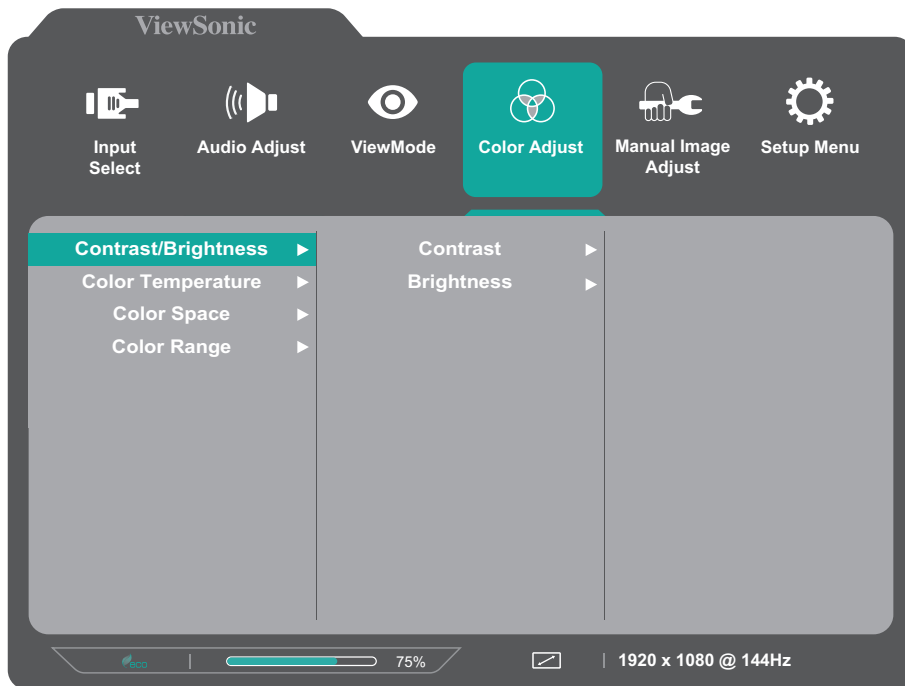 ViewSonic
Input
Select
Audio Adjust
ViewMode
Color Adjust
Manual Image
Adjust
Setup Menu
Contrast/Brightness
Color Temperature
Color Space
Color Range
Contrast
Brightness
eco
75%
1920 x 1080 @ 144Hz